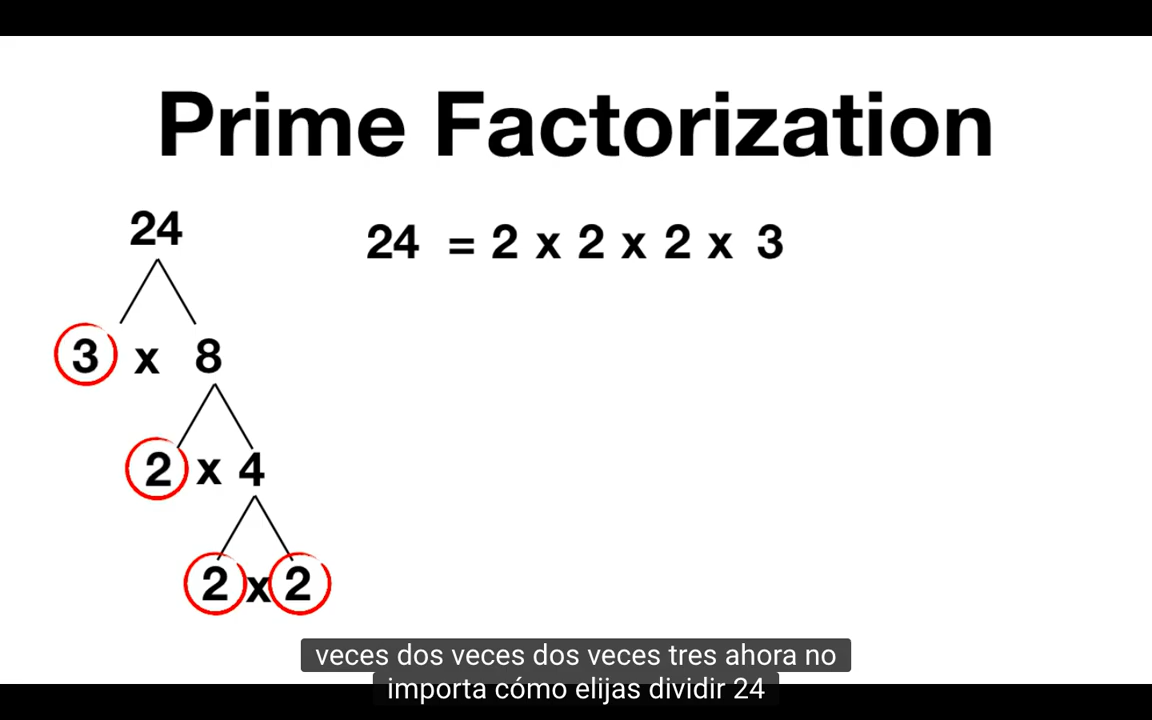 Prime Factorization
24
24 = 2 x 2 x 2 x 3
3 x 8
2 x 4
2 x 2
veces dos veces dos veces tres ahora no
importa cómo elijas dividir 24